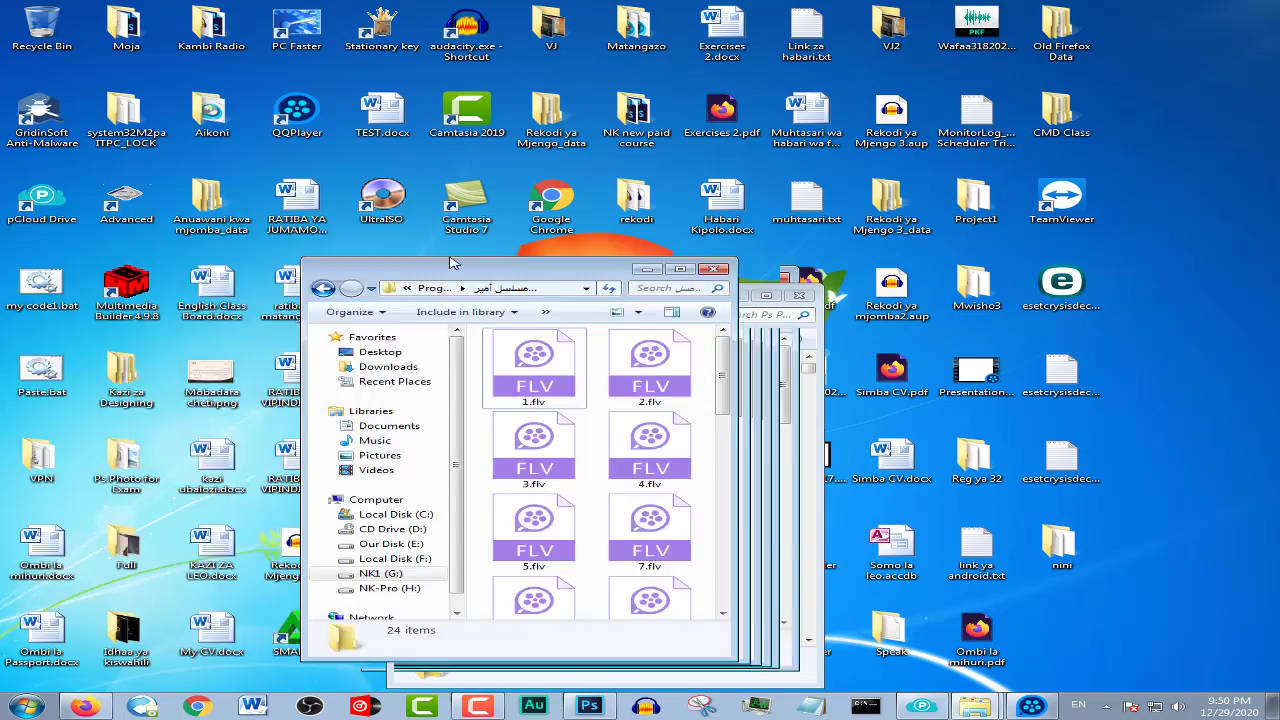 Recycle Bin
Moja
Kambi Radio
PC Faster
Stationary key
audacity.exe -
Shortcut
VJ
Matangazo
Exercises
2.docx
Link za
habari.txt
VJ2
Wafaa318202...
PKF
Old Firefox
Data
GridinSoft
Anti-Malware
system32M2pa
ITPC_LOCK
Aikoni
QQPlayer
TEST.docx
Camtasia 2019
Rekodi ya
Mjengo_data
NK new paid
course
Exercises 2.pdf
Muhtasari wa
habari wa f...
Rekodi ya
Mjengo 3.aup
MonitorLog_...
Scheduler Tri...
CMD Class
pCloud Drive
Advanced
Anuawani kwa
mjomba_data
RATIBA YA
JUMAMO...
UltraISO
Camtasia
Studio 7
Google
Chrome
rekodi
Habari
Kipolo.docx
muhtasari.txt
Rekodi ya
Mjengo 3_data
Project1
TeamViewer
my code1.bat
Multimedia
Builder 4.9.8
English Class
Board.docx
Prog...
مسلسل أمير...
Search
Organize
Include in library
Rekodi ya
mjomba2.aup
Mwisho3
esetcrysisdec...
Search Ps P...
Paste.bat
Kazi za
Designing
Mobadara
cheti.png
Favorites
Desktop
Downloads
Recent Places
Libraries
Documents
Music
Pictures
Videos
Computer
Local Disk (C:)
CD Drive (D:)
Our Disk (E:)
Local Disk (F:)
NK1 (G:)
NK-Pro (H:)
Network
FLV
1.flv
FLV
2.flv
FLV
3.flv
FLV
4.flv
FLV
5.flv
FLV
7.flv
24 items
Simba CV.pdf
Presentation...
esetcrysisdec...
VPN
Ps Photo for
Exam
kazi
ubalazi.docx
Simba CV.docx
Reg ya 32
esetcrysisdec...
Ombi la
mihuri.docx
Full
KAZI ZA
LEO.docx
Somo la
leo.accdb
link ya
android.txt
nini
Ombi la
Passport.docx
Idhaa ya
kiswahili
My CV.docx
Speak
Ombi la
mihuri.pdf
Au
Ps
EN
9:50 PM
12/29/2020